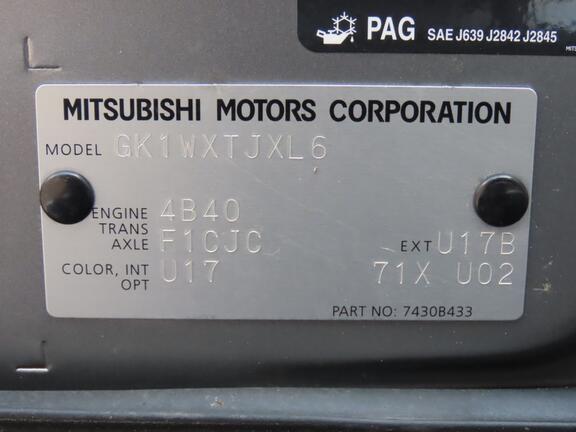 PAG SAE J639 J2842 J2845
MITSUBISHI MOTORS CORPORATION
MODEL GK1WXTJXL6
ENGINE 4B40
TRANS
AXLE F1CJC EXT U17B
COLOR, INT U17 71X U02
OPT
PART NO: 7430B433